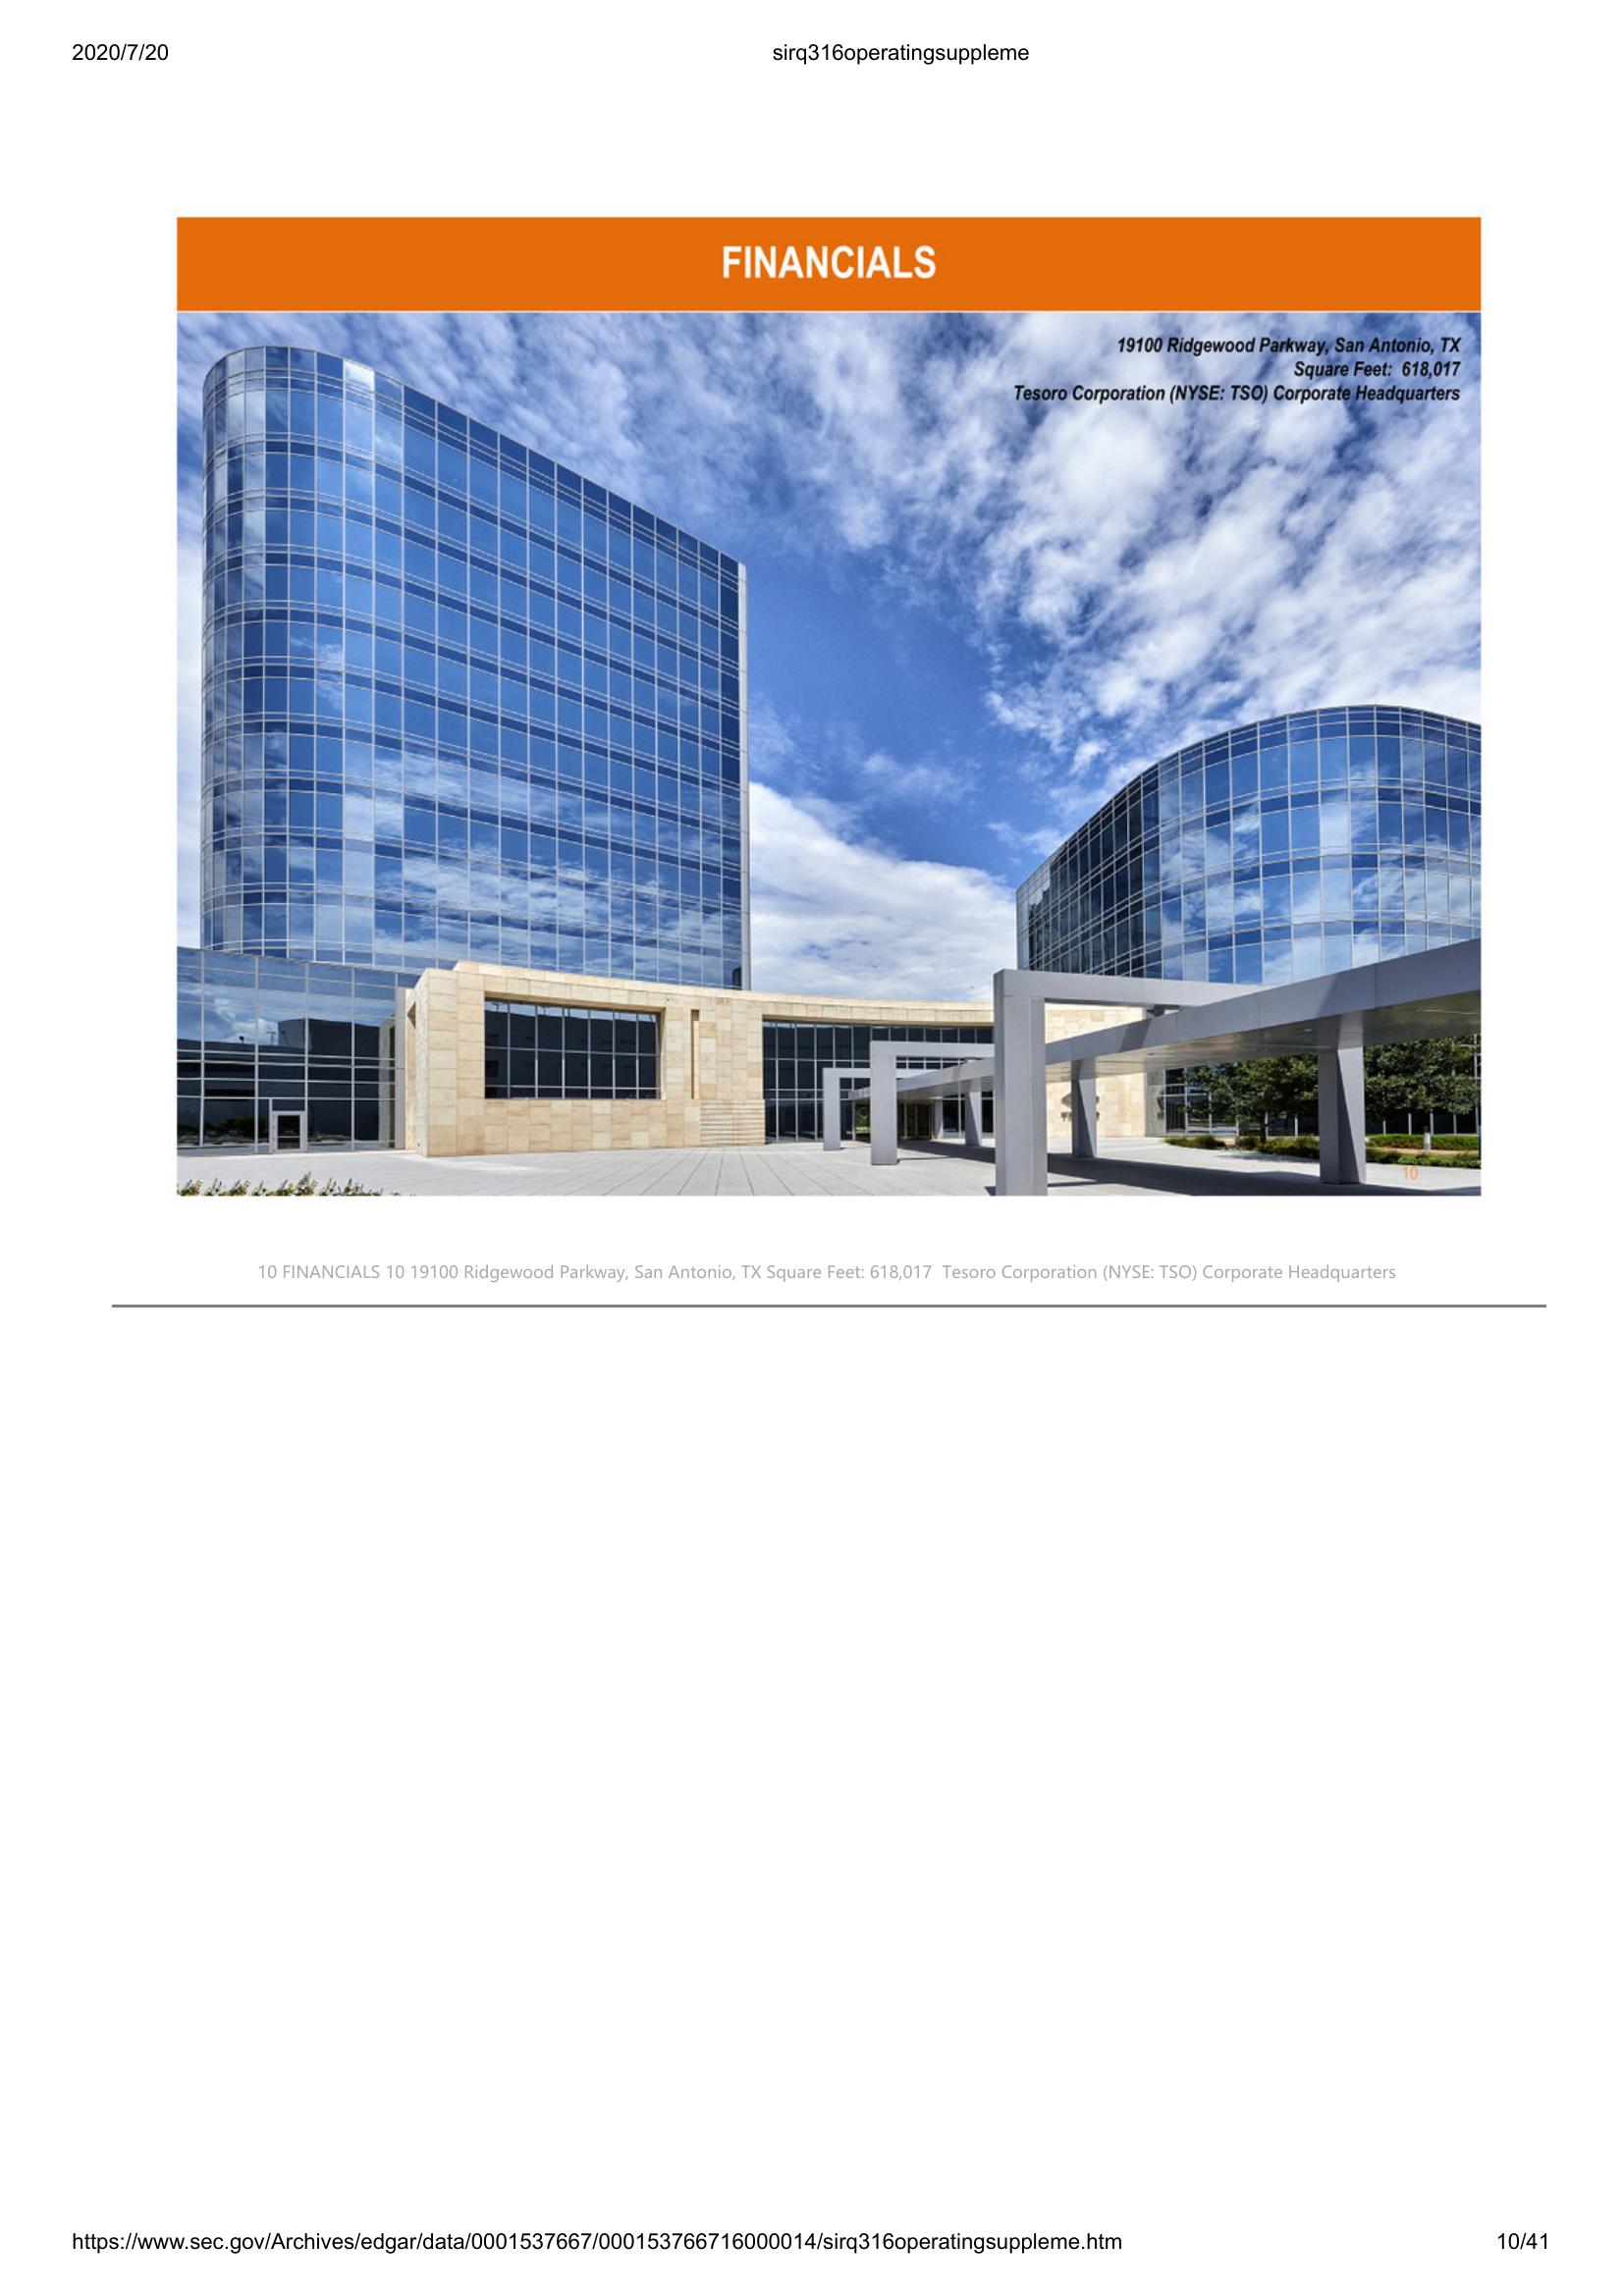 2020/7/20
sirq316operatingsuppleme
FINANCIALS
19100 Ridgewood Parkway, San Antonio, TX
Square Feet: 618,017
Tesoro Corporation (NYSE: TSO) Corporate Headquarters
10
10 FINANCIALS 10 19100 Ridgewood Parkway, San Antonio, TX Square Feet: 618,017 Tesoro Corporation (NYSE: TSO) Corporate Headquarters
https://www.sec.gov/Archives/edgar/data/0001537667/000153766716000014/sirq316operatingsuppleme.htm
10/41